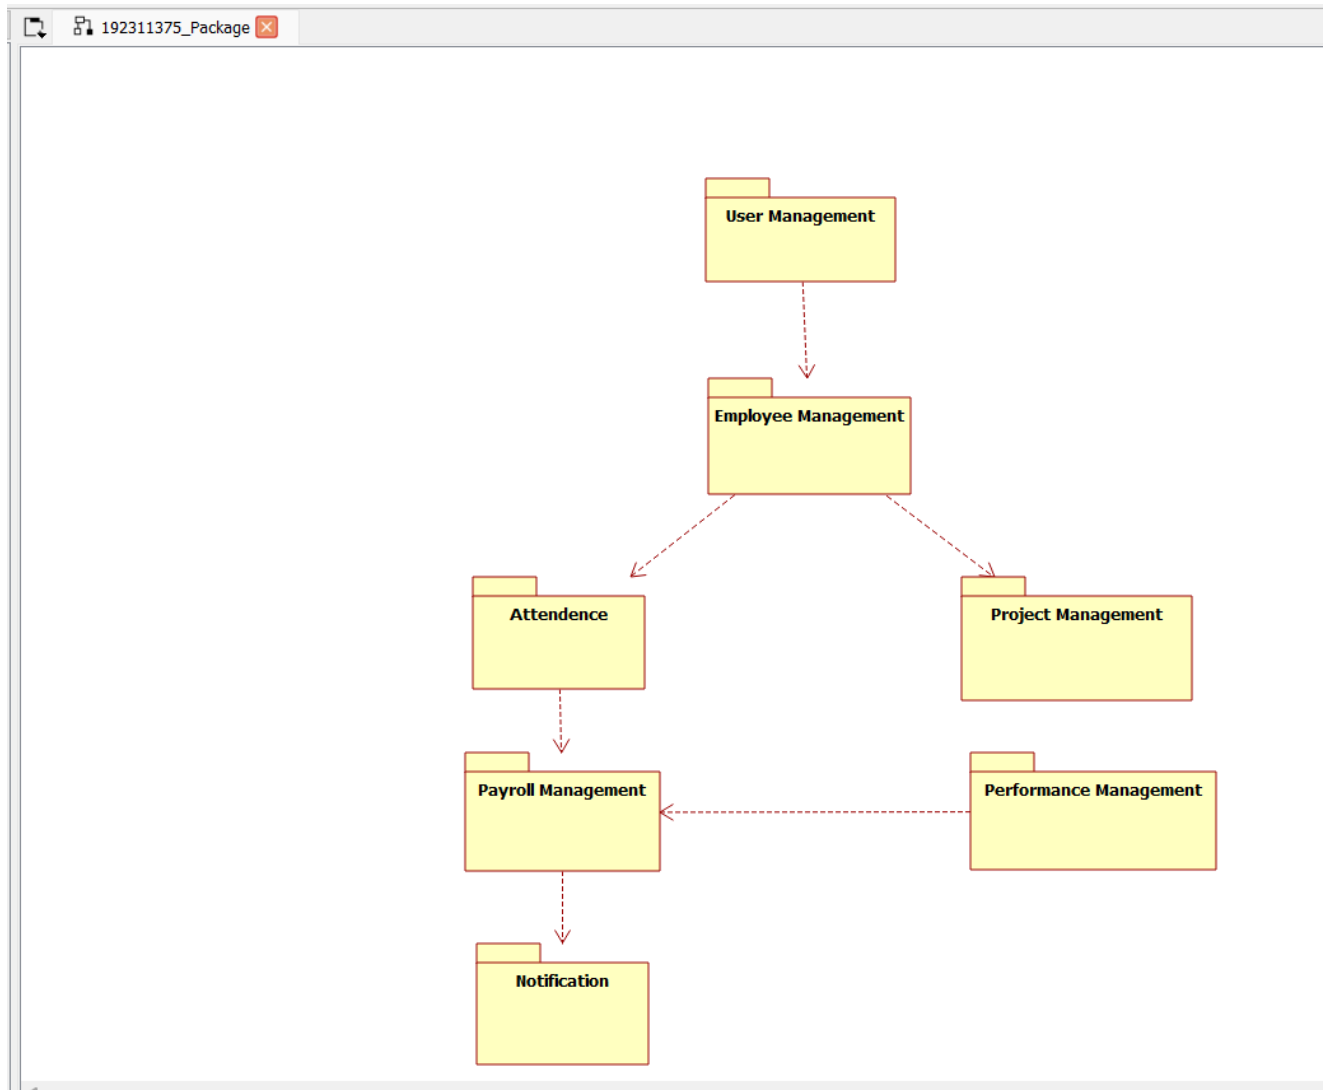 192311375_Package
User Management
Employee Management
Attendence
Project Management
Payroll Management
Performance Management
Notification